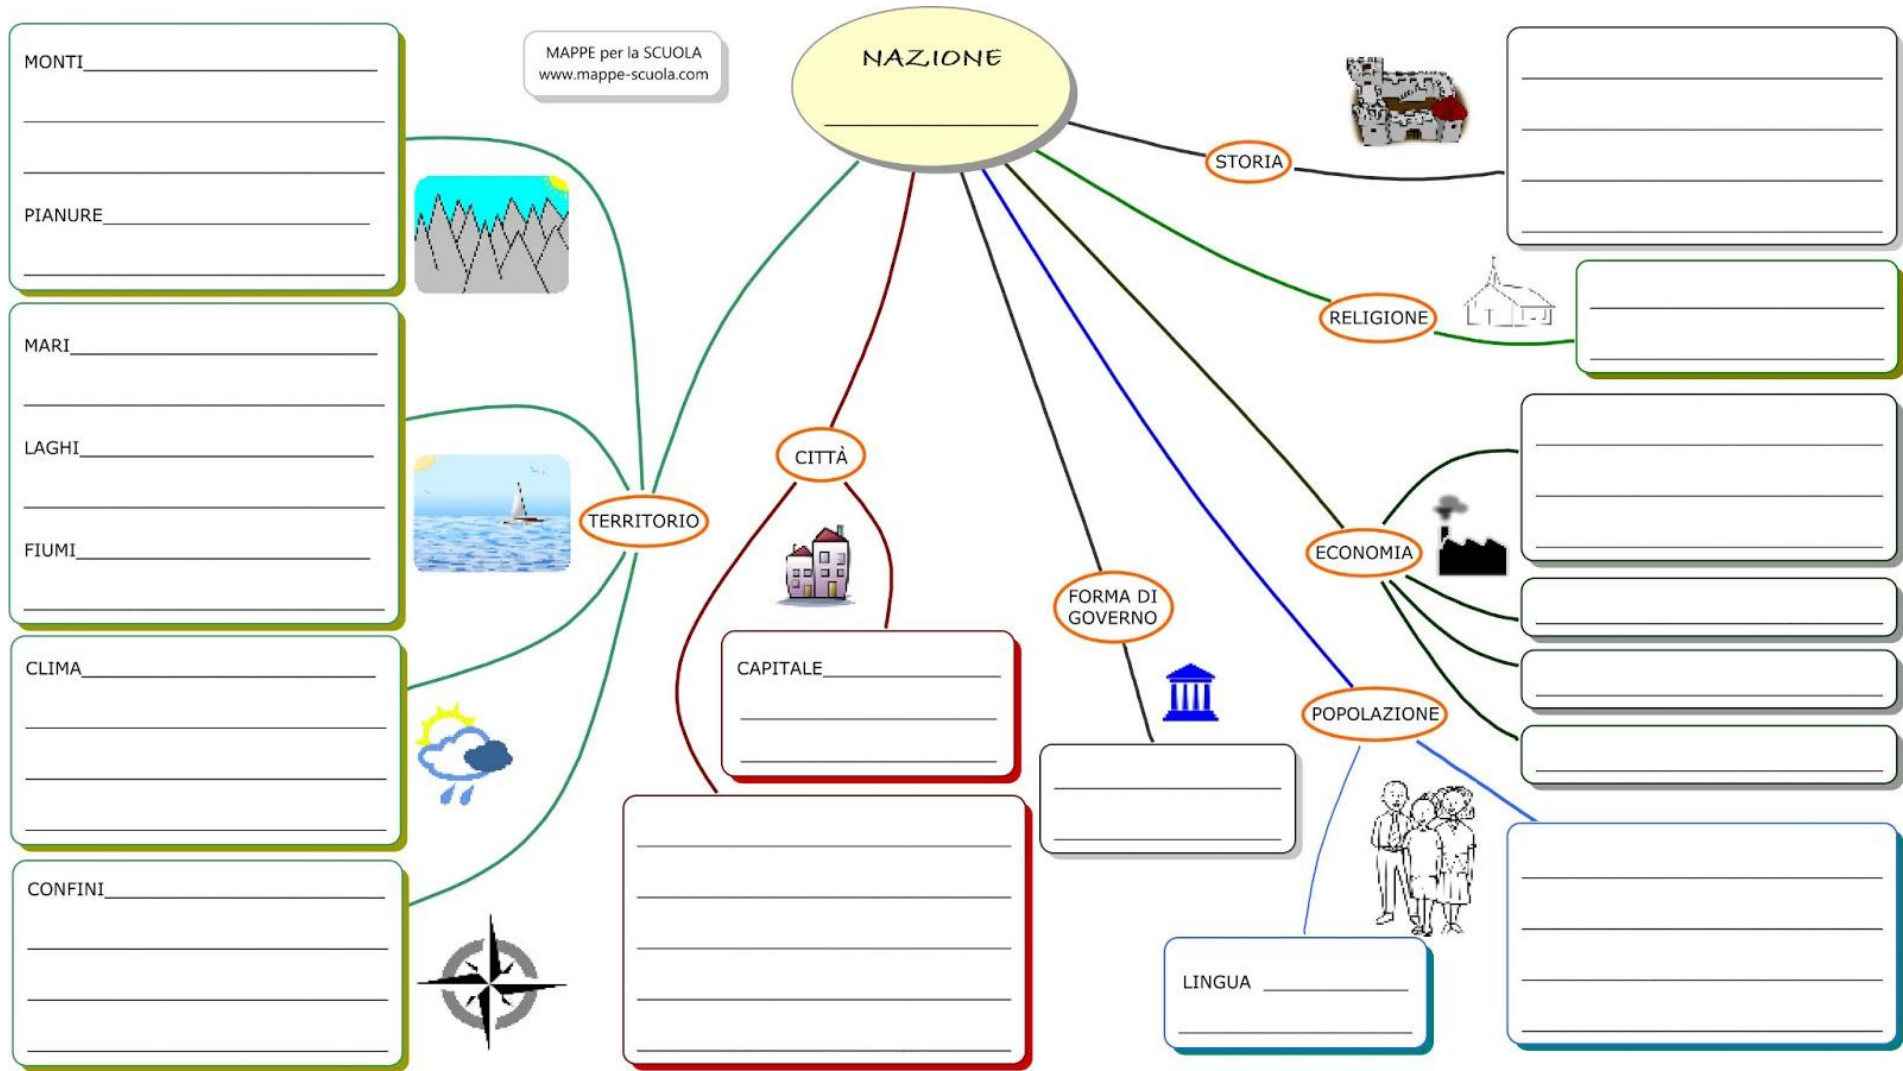 MAPPE per la SCUOLA
www.mappe-scuola.com
NAZIONE
MONTI
PIANURE
MARI
LAGHI
FIUMI
CLIMA
CONFINI
TERRITORIO
CITTÀ
CAPITALE
FORMA DI
GOVERNO
STORIA
RELIGIONE
ECONOMIA
POPOLAZIONE
LINGUA